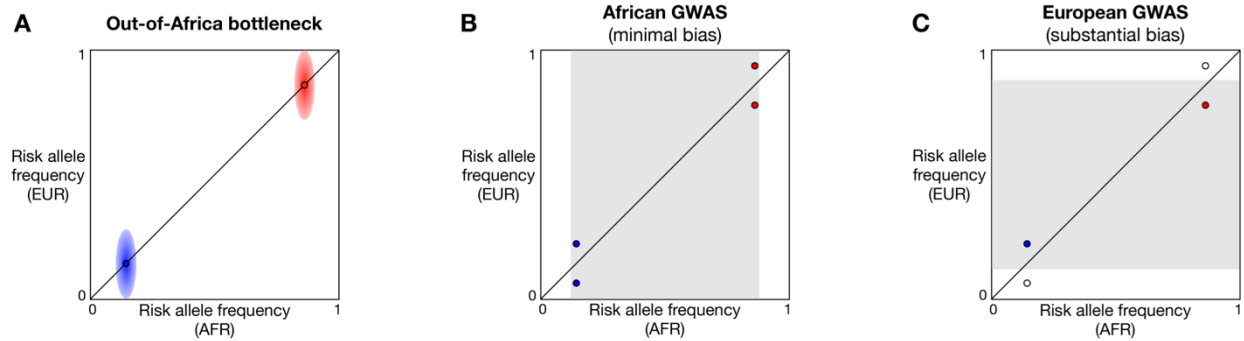 A
Out-of-Africa bottleneck
1
Risk allele
frequency
(EUR)
0
0
Risk allele frequency
(AFR)
1
B
African GWAS
(minimal bias)
1
Risk allele
frequency
(EUR)
0
0
Risk allele frequency
(AFR)
1
C
European GWAS
(substantial bias)
1
Risk allele
frequency
(EUR)
0
0
Risk allele frequency
(AFR)
1